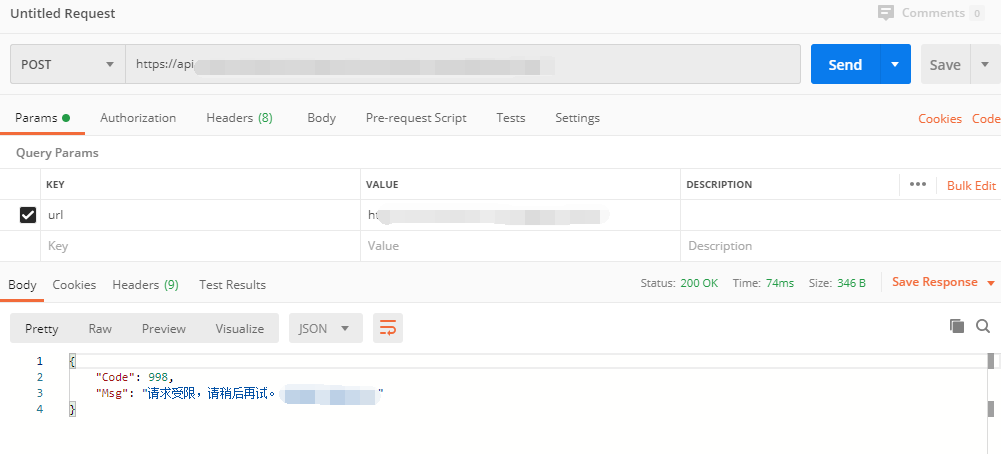 Untitled Request
Comments 0
POST https://api Send Save
Params Authorization Headers (8) Body Pre-request Script Tests Settings Cookies Code
Query Params
KEY VALUE DESCRIPTION ••• Bulk Edit
url ht
Key Value Description
Body Cookies Headers (9) Test Results Status: 200 OK Time: 74ms Size: 346 B Save Response
Pretty Raw Preview Visualize JSON
1 {
2 "Code": 998,
3 "Msg": "请求受限，请稍后再试。 "
4 }